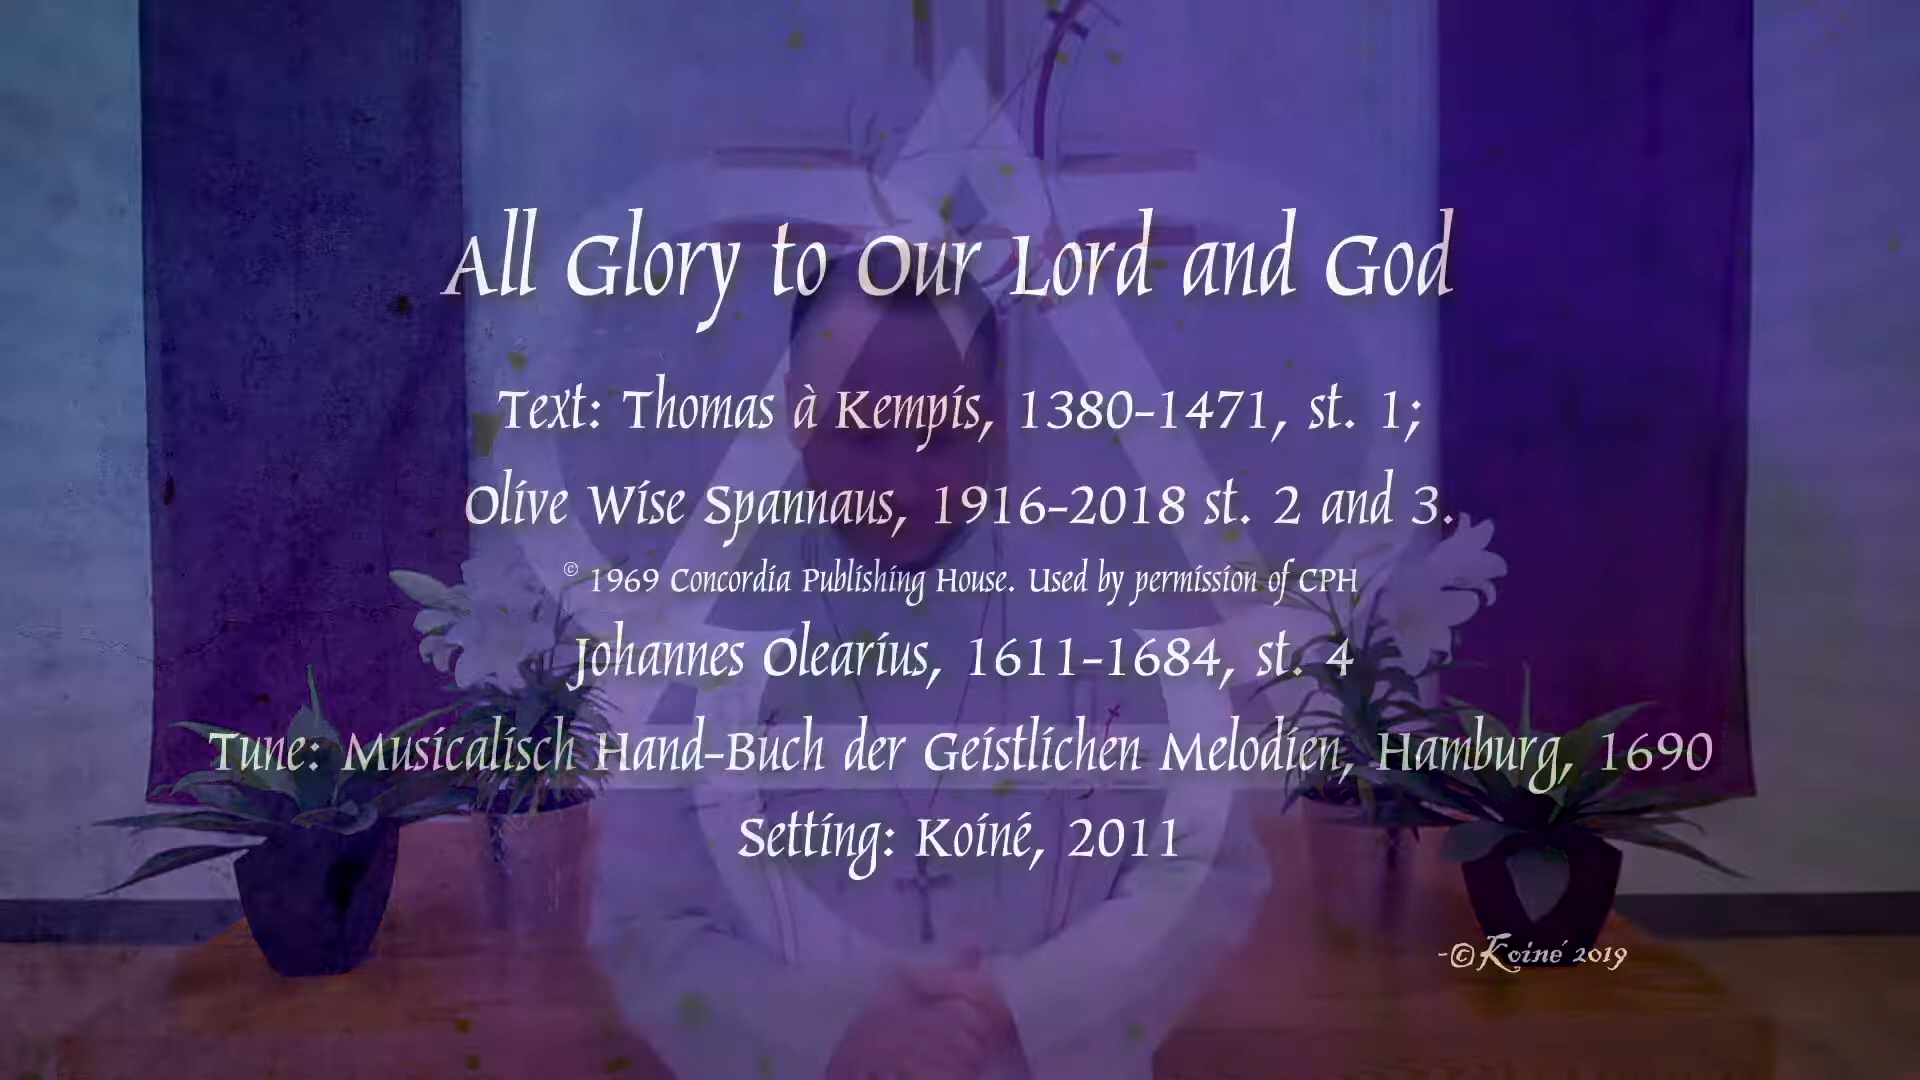 All Glory to Our Lord and God
Text: Thomas à Kempis, 1380-1471, st. 1;
Olive Wise Spannaus, 1916-2018 st. 2 and 3.
© 1969 Concordia Publishing House. Used by permission of CPH
Johannes Olearius, 1611-1684, st. 4
Tune: Musicalisch Hand-Buch der Geistlichen Melodien, Hamburg, 1690
Setting: Koiné, 2011
-©Koiné 2019